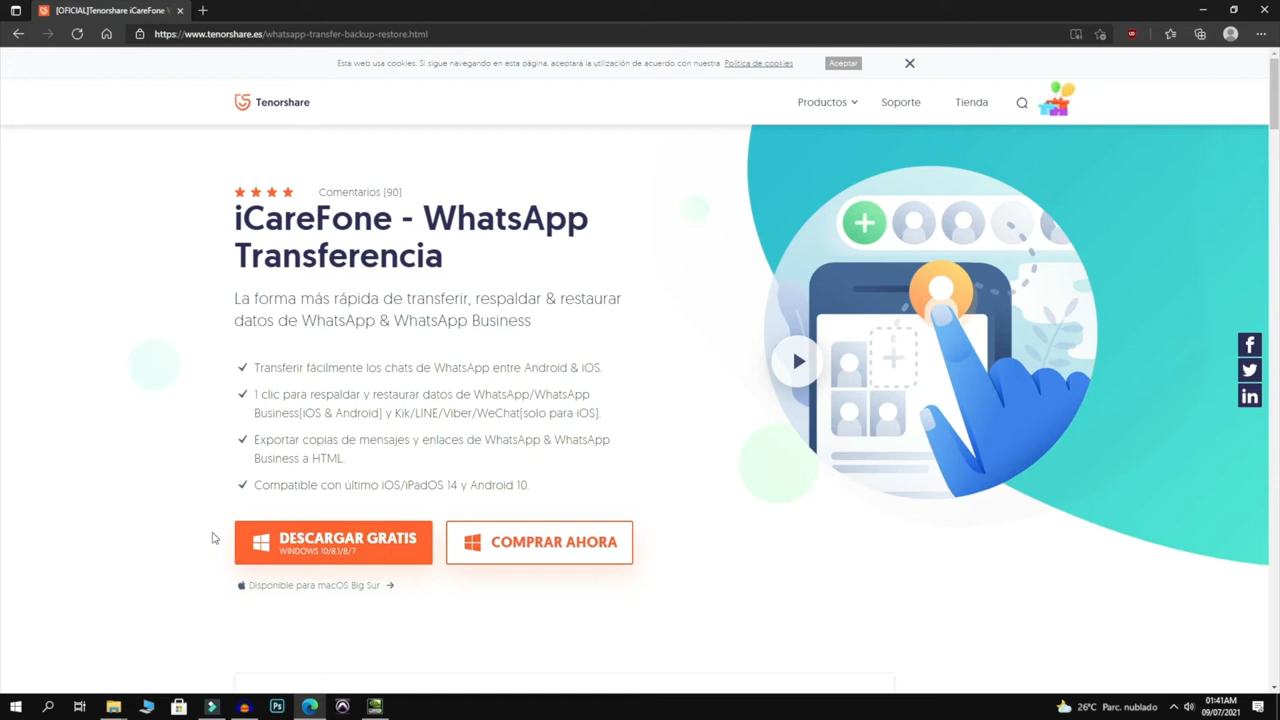 [OFICIAL]Tenorshare iCareFone
https://www.tenorshare.es/whatsapp-transfer-backup-restore.html
Esta web usa cookies. Si sigue navegando en esta página, aceptará la utilización de acuerdo con nuestra Política de cookies
Aceptar
Tenorshare
Productos
Soporte
Tienda
Comentarios (90)
iCareFone - WhatsApp
Transferencia
La forma más rápida de transferir, respaldar & restaurar
datos de WhatsApp & WhatsApp Business
Transferir fácilmente los chats de WhatsApp entre Android & iOS.
1 clic para respaldar y restaurar datos de WhatsApp/WhatsApp
Business(iOS & Android) y Kik/LINE/Viber/WeChat(solo para iOS).
Exportar copias de mensajes y enlaces de WhatsApp & WhatsApp
Business a HTML.
Compatible con último iOS/iPadOS 14 y Android 10.
DESCARGAR GRATIS
WINDOWS 10/8.1/8/7
COMPRAR AHORA
Disponible para macOS Big Sur
26°C Parc. nublado
01:41AM
09/07/2021